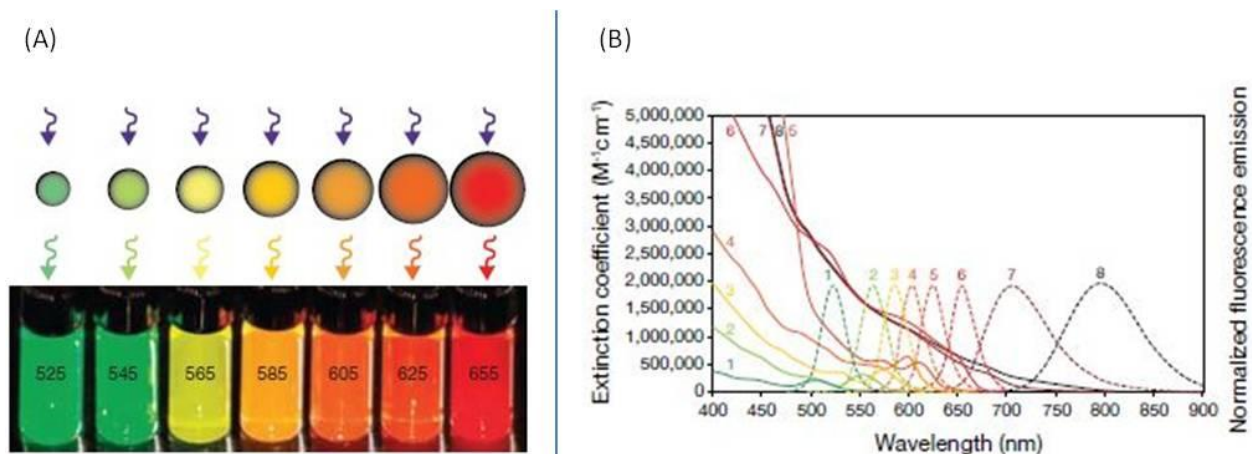 (A)
525 545 565 585 605 625 655
(B)
Extinction coefficient (M⁻¹cm⁻¹)
5,000,000
4,500,000
4,000,000
3,500,000
3,000,000
2,500,000
2,000,000
1,500,000
1,000,000
500,000
0
6 7 8 5
4
3
2
1
1 2 3 4 5 6 7 8
400 450 500 550 600 650 700 750 800 850 900
Wavelength (nm)
Normalized fluorescence emission